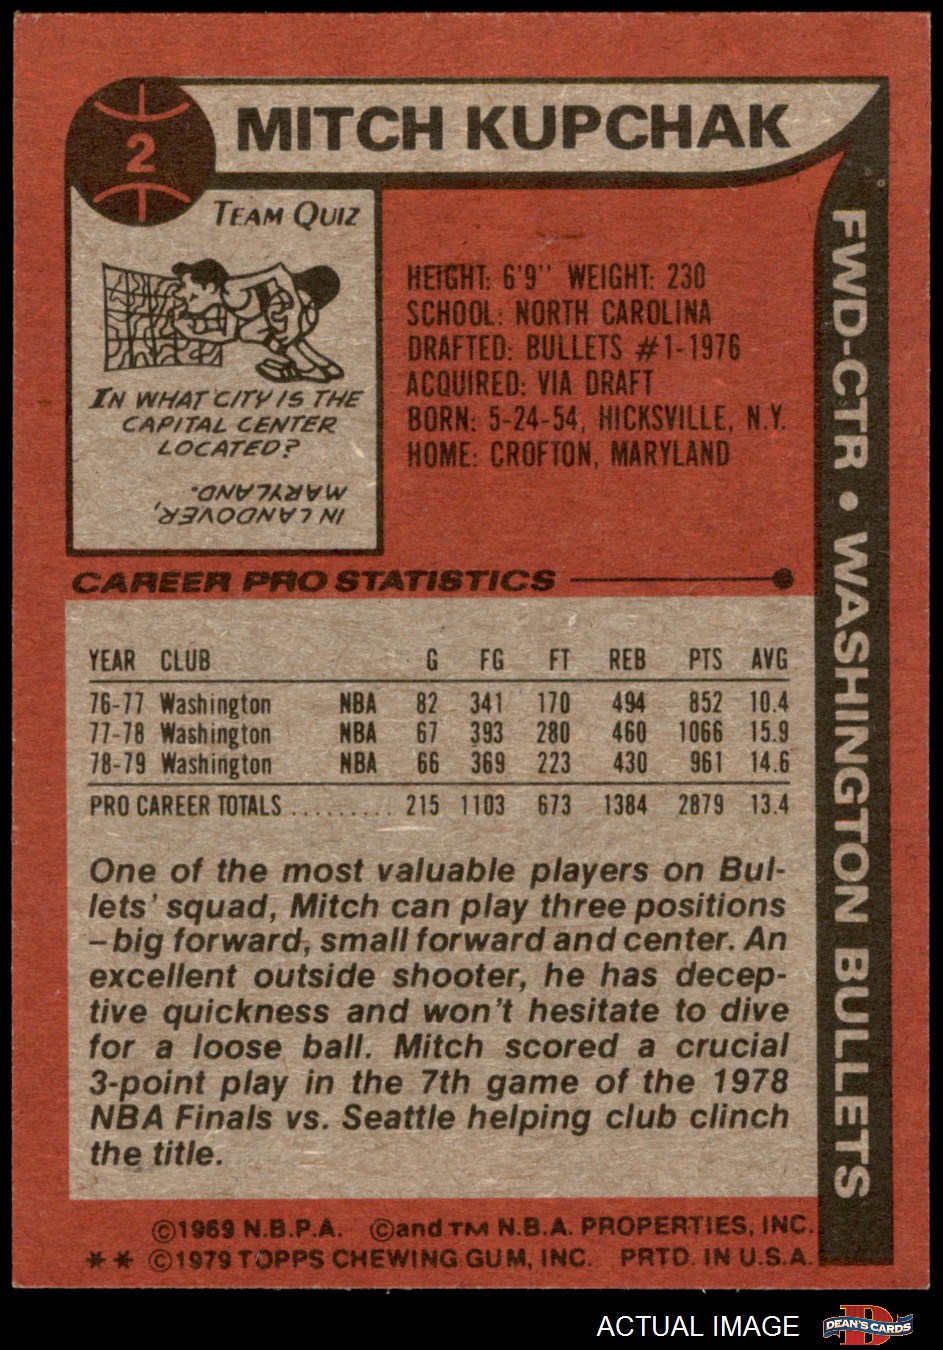 2
MITCH KUPCHAK
TEAM QUIZ
IN WHAT CITY IS THE
CAPITAL CENTER
LOCATED?
IN LANDOVER,
MARYLAND.
HEIGHT: 6'9" WEIGHT: 230
SCHOOL: NORTH CAROLINA
DRAFTED: BULLETS #1-1976
ACQUIRED: VIA DRAFT
BORN: 5-24-54, HICKSVILLE, N.Y.
HOME: CROFTON, MARYLAND
FWD-CTR • WASHINGTON BULLETS
CAREER PRO STATISTICS
YEAR CLUB G FG FT REB PTS AVG
76-77 Washington NBA 82 341 170 494 852 10.4
77-78 Washington NBA 67 393 280 460 1066 15.9
78-79 Washington NBA 66 369 223 430 961 14.6
PRO CAREER TOTALS .......... 215 1103 673 1384 2879 13.4
One of the most valuable players on Bul-
lets' squad, Mitch can play three positions
–big forward, small forward and center. An
excellent outside shooter, he has decep-
tive quickness and won't hesitate to dive
for a loose ball. Mitch scored a crucial
3-point play in the 7th game of the 1978
NBA Finals vs. Seattle helping club clinch
the title.
©1969 N.B.P.A. ©and TM N.B.A. PROPERTIES, INC.
** ©1979 TOPPS CHEWING GUM, INC. PRTD. IN U.S.A.
ACTUAL IMAGE
D
DEAN'S CARDS